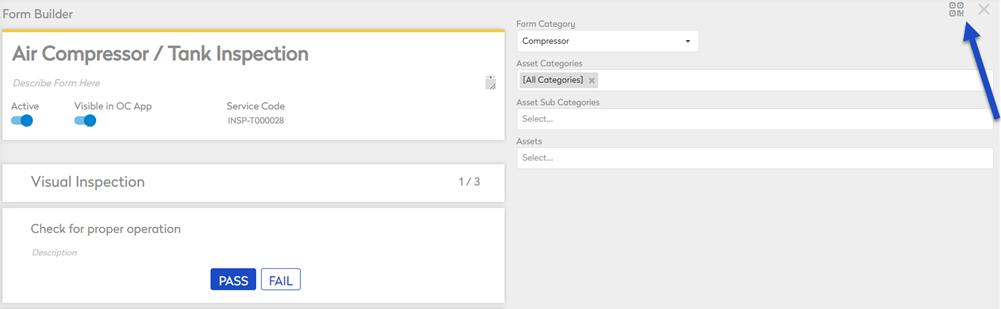 Form Builder
Air Compressor / Tank Inspection
Describe Form Here
Active
Visible in OC App
Service Code
INSP-T000028
Visual Inspection
1 / 3
Check for proper operation
Description
PASS
FAIL
Form Category
Compressor
Asset Categories
[All Categories] ×
Asset Sub Categories
Select...
Assets
Select...